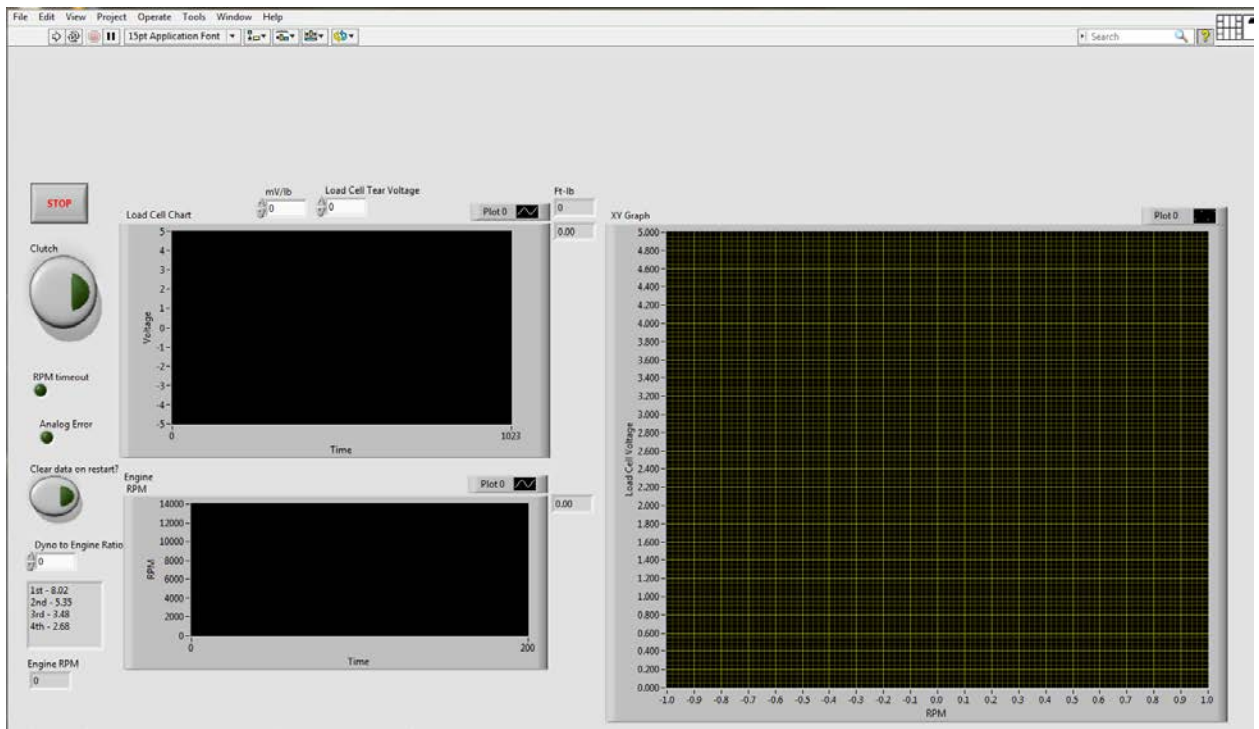 File Edit View Project Operate Tools Window Help
15pt Application Font
Search
STOP
mV/lb
0
Load Cell Tear Voltage
0
Ft-lb
0
Load Cell Chart
Plot 0
0.00
Voltage
5
4
3
2
1
0
-1
-2
-3
-4
-5
0
1023
Time
Clutch
RPM timeout
Analog Error
Clear data on restart?
Engine
RPM
Plot 0
0.00
RPM
14000
12000
10000
8000
6000
4000
2000
0
0
200
Time
Dyno to Engine Ratio
0
1st - 8.02
2nd - 5.35
3rd - 3.48
4th - 2.68
Engine RPM
0
XY Graph
Plot 0
Load Cell Voltage
5.000
4.800
4.600
4.400
4.200
4.000
3.800
3.600
3.400
3.200
3.000
2.800
2.600
2.400
2.200
2.000
1.800
1.600
1.400
1.200
1.000
0.800
0.600
0.400
0.200
0.000
-1.0 -0.9 -0.8 -0.7 -0.6 -0.5 -0.4 -0.3 -0.2 -0.1 0.0 0.1 0.2 0.3 0.4 0.5 0.6 0.7 0.8 0.9 1.0
RPM